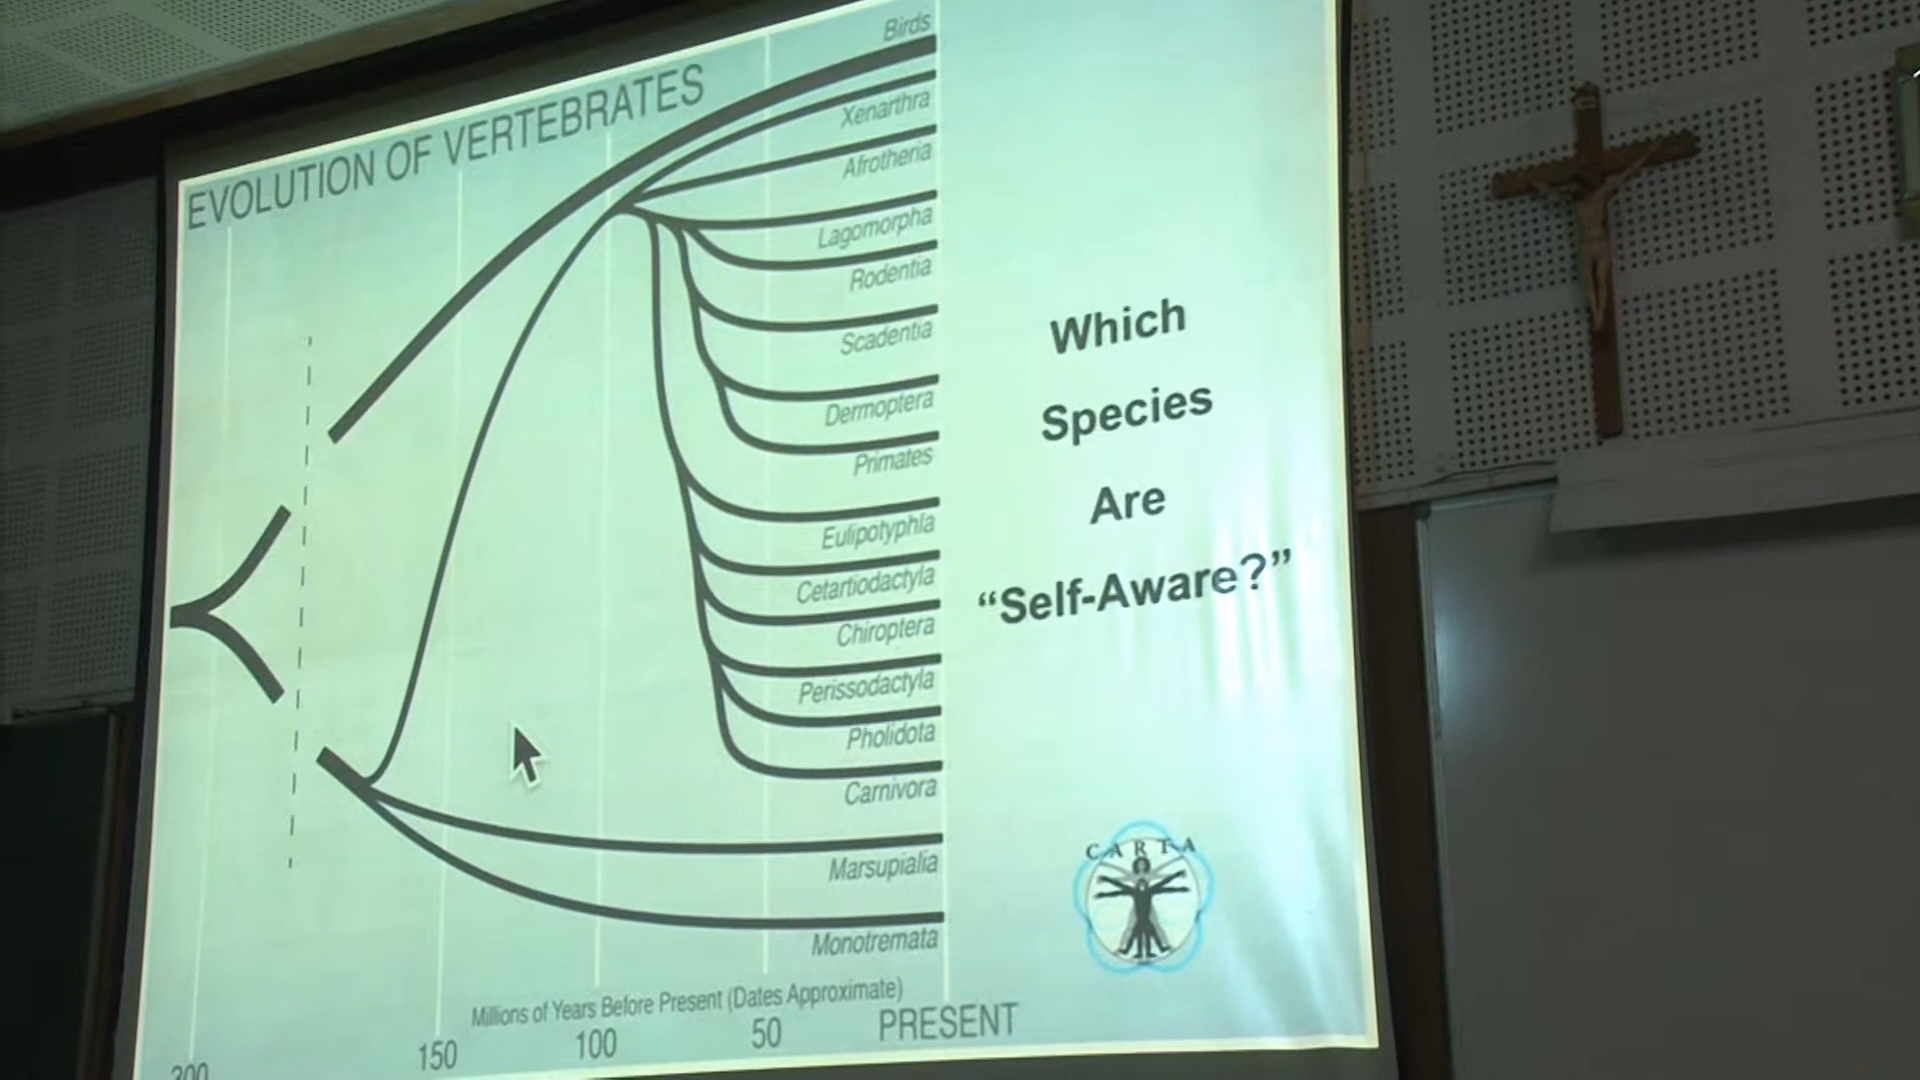 EVOLUTION OF VERTEBRATES
Birds
Xenarthra
Afrotheria
Lagomorpha
Rodentia
Scadentia
Dermoptera
Primates
Eulipotyphla
Cetartiodactyla
Chiroptera
Perissodactyla
Pholidota
Carnivora
Marsupialia
Monotremata
Millions of Years Before Present (Dates Approximate)
300
150
100
50
PRESENT
Which
Species
Are
“Self-Aware?”
CARTA